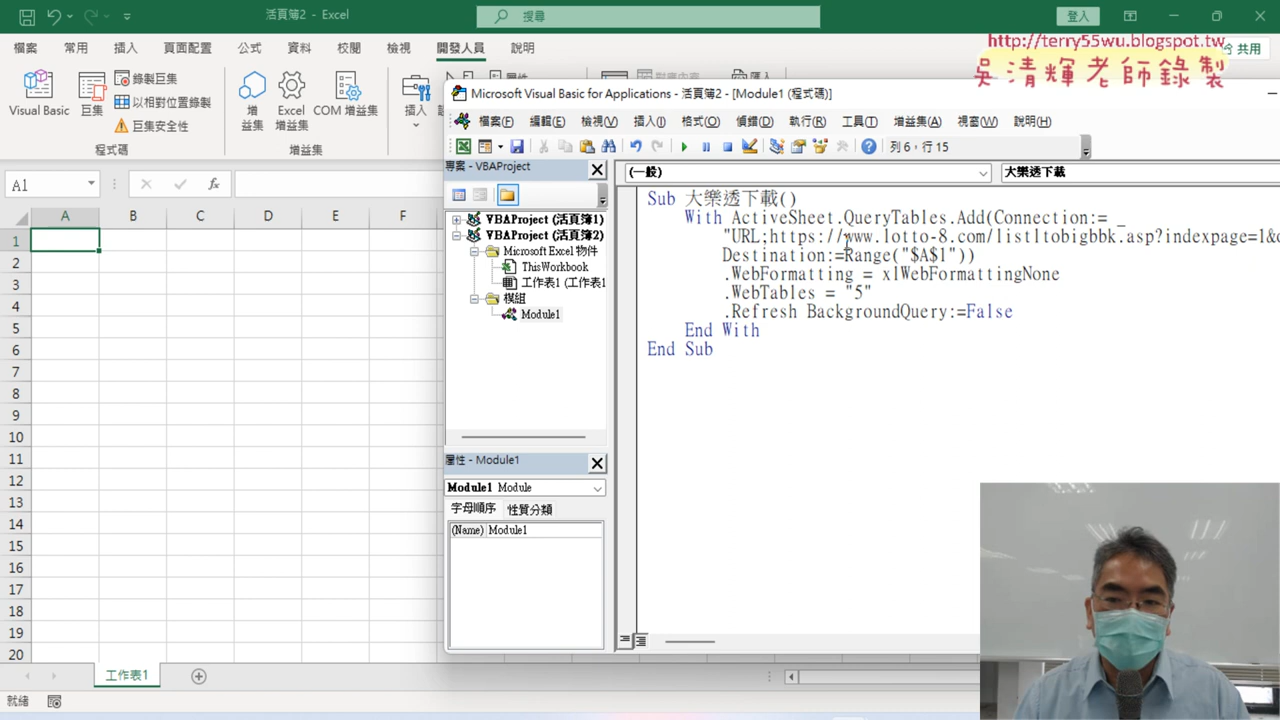 活頁簿2 - Excel
搜尋
登入
檔案 常用 插入 頁面配置 公式 資料 校閱 檢視 開發人員 說明
http://terry55wu.blogspot.tw
共用
吳清輝老師錄製
Visual Basic
巨集
錄製巨集
以相對位置錄製
巨集安全性
程式碼
增
益集
Excel
增益集
COM 增益集
增益集
插入
Microsoft Visual Basic for Applications - 活頁簿2 - [Module1 (程式碼)]
檔案(F) 編輯(E) 檢視(V) 插入(I) 格式(O) 偵錯(D) 執行(R) 工具(T) 增益集(A) 視窗(W) 說明(H)
列 6，行 15
A1
fx
專案 - VBAProject
(一般)
大樂透下載
VBAProject (活頁簿1)
VBAProject (活頁簿2)
Microsoft Excel 物件
ThisWorkbook
工作表1 (工作表1
模組
Module1
Sub 大樂透下載()
With ActiveSheet.QueryTables.Add(Connection:= _
"URL;https://www.lotto-8.com/listltobigbbk.asp?indexpage=1&o
Destination:=Range("$A$1"))
.WebFormatting = xlWebFormattingNone
.WebTables = "5"
.Refresh BackgroundQuery:=False
End With
End Sub
屬性 - Module1
Module1 Module
字母順序 性質分類
(Name) Module1
A B C D E F
1
2
3
4
5
6
7
8
9
10
11
12
13
14
15
16
17
18
19
20
工作表1
就緒